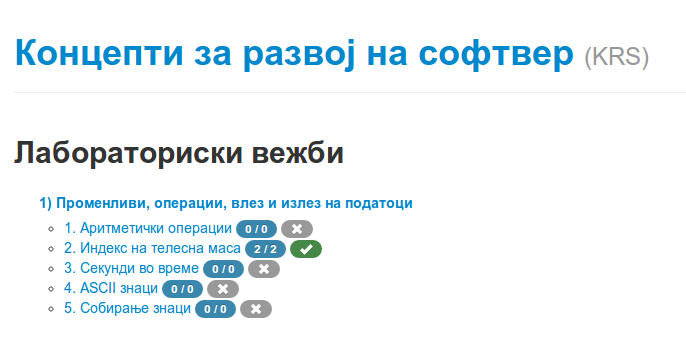 Концепти за развој на софтвер (KRS)
Лабораториски вежби
1) Променливи, операции, влез и излез на податоци
1. Аритметички операции 0 / 0
2. Индекс на телесна маса 2 / 2
3. Секунди во време 0 / 0
4. ASCII знаци 0 / 0
5. Собирање знаци 0 / 0